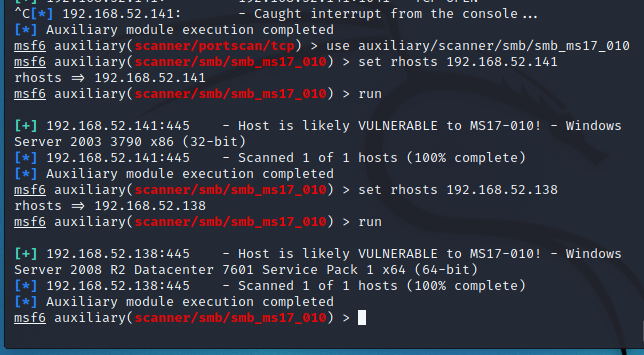 ^C[*] 192.168.52.141: - Caught interrupt from the console...
[*] Auxiliary module execution completed
msf6 auxiliary(scanner/portscan/tcp) > use auxiliary/scanner/smb/smb_ms17_010
msf6 auxiliary(scanner/smb/smb_ms17_010) > set rhosts 192.168.52.141
rhosts => 192.168.52.141
msf6 auxiliary(scanner/smb/smb_ms17_010) > run
[+] 192.168.52.141:445 - Host is likely VULNERABLE to MS17-010! - Windows
Server 2003 3790 x86 (32-bit)
[*] 192.168.52.141:445 - Scanned 1 of 1 hosts (100% complete)
[*] Auxiliary module execution completed
msf6 auxiliary(scanner/smb/smb_ms17_010) > set rhosts 192.168.52.138
rhosts => 192.168.52.138
msf6 auxiliary(scanner/smb/smb_ms17_010) > run
[+] 192.168.52.138:445 - Host is likely VULNERABLE to MS17-010! - Windows
Server 2008 R2 Datacenter 7601 Service Pack 1 x64 (64-bit)
[*] 192.168.52.138:445 - Scanned 1 of 1 hosts (100% complete)
[*] Auxiliary module execution completed
msf6 auxiliary(scanner/smb/smb_ms17_010) >